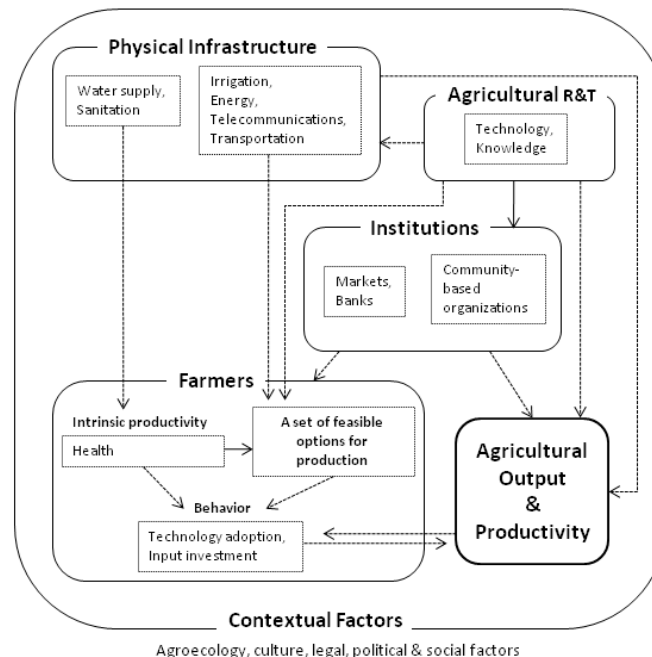 Physical Infrastructure
Water supply,
Sanitation
Irrigation,
Energy,
Telecommunications,
Transportation
Agricultural R&T
Technology,
Knowledge
Institutions
Markets,
Banks
Community-
based
organizations
Farmers
Intrinsic productivity
Health
A set of feasible
options for
production
Behavior
Technology adoption,
Input investment
Agricultural
Output
&
Productivity
Contextual Factors
Agroecology, culture, legal, political & social factors